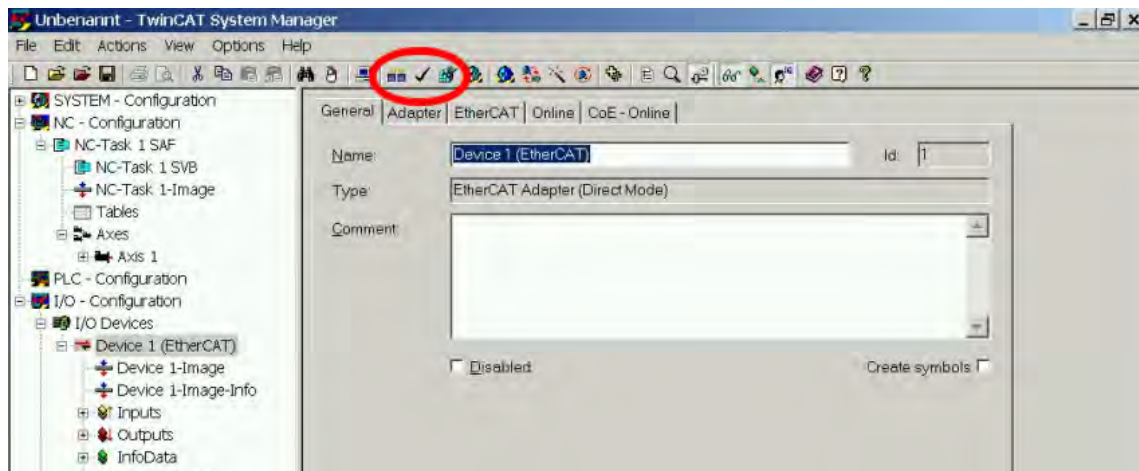 Unbenannt - TwinCAT System Manager
File Edit Actions View Options Help
SYSTEM - Configuration
NC - Configuration
NC-Task 1 SAF
NC-Task 1 SVB
NC-Task 1-Image
Tables
Axes
Axis 1
PLC - Configuration
I/O - Configuration
I/O Devices
Device 1 (EtherCAT)
Device 1-Image
Device 1-Image-Info
Inputs
Outputs
InfoData
General Adapter EtherCAT Online CoE - Online
Name: Device 1 (EtherCAT) Id: 1
Type: EtherCAT Adapter (Direct Mode)
Comment:
Disabled Create symbols